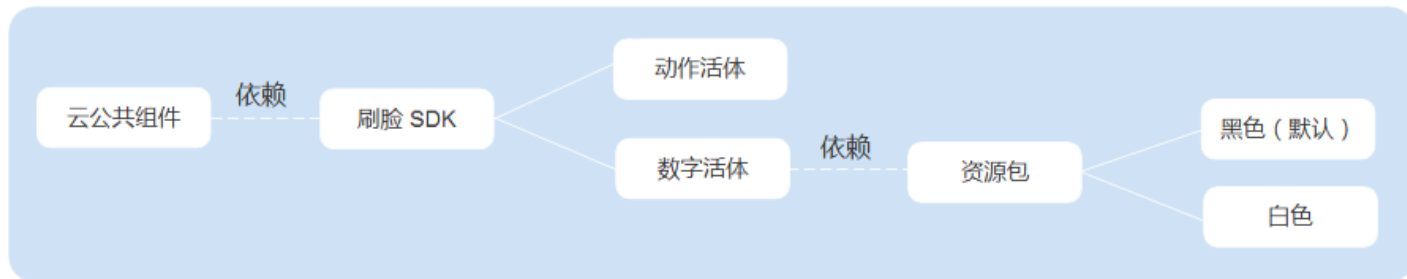 动作活体
依赖
云公共组件
刷脸 SDK
黑色（默认）
依赖
数字活体
资源包
白色